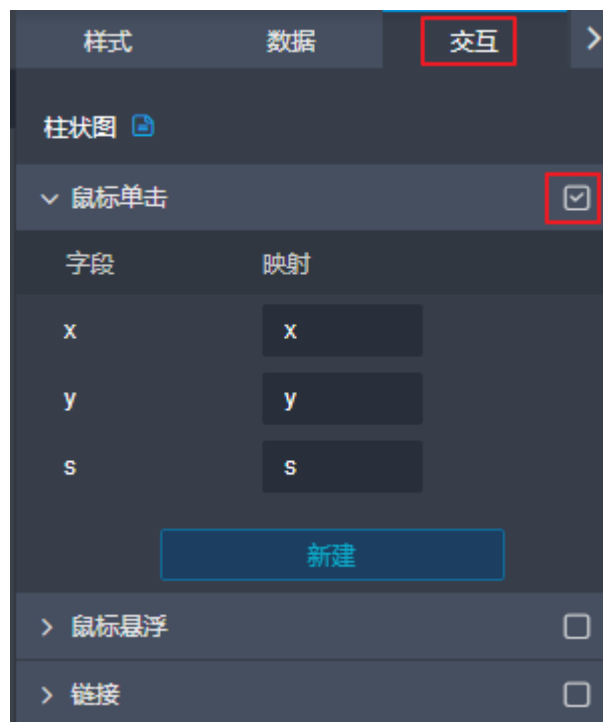 样式 数据 交互
柱状图
鼠标单击
字段 映射
x x
y y
s s
新建
鼠标悬浮
链接